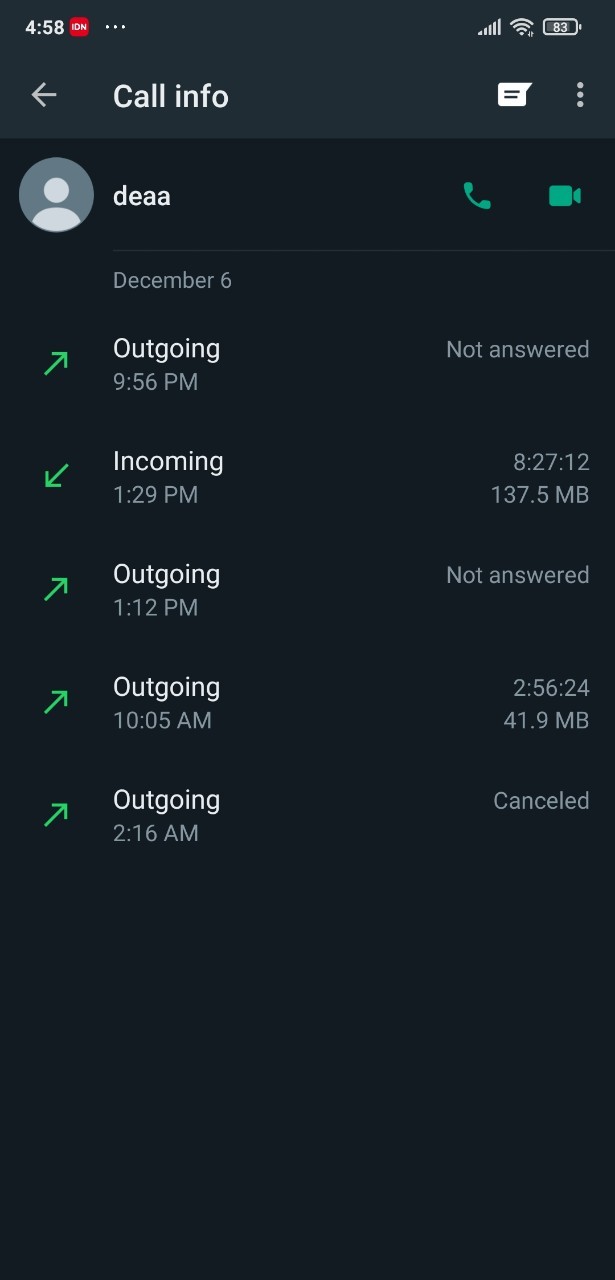 4:58 IDN ... 83
Call info
deaa
December 6
Outgoing Not answered
9:56 PM
Incoming 8:27:12
1:29 PM 137.5 MB
Outgoing Not answered
1:12 PM
Outgoing 2:56:24
10:05 AM 41.9 MB
Outgoing Canceled
2:16 AM